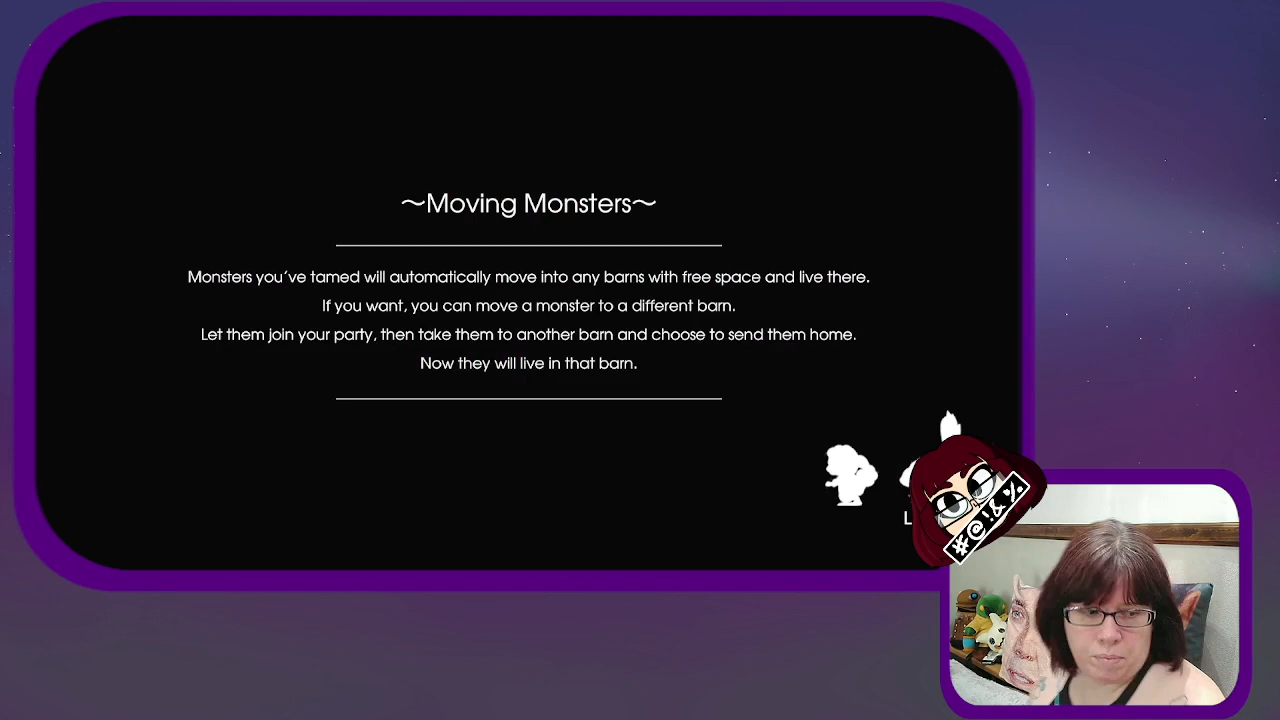 ～Moving Monsters～
Monsters you've tamed will automatically move into any barns with free space and live there.
If you want, you can move a monster to a different barn.
Let them join your party, then take them to another barn and choose to send them home.
Now they will live in that barn.
#@!&%